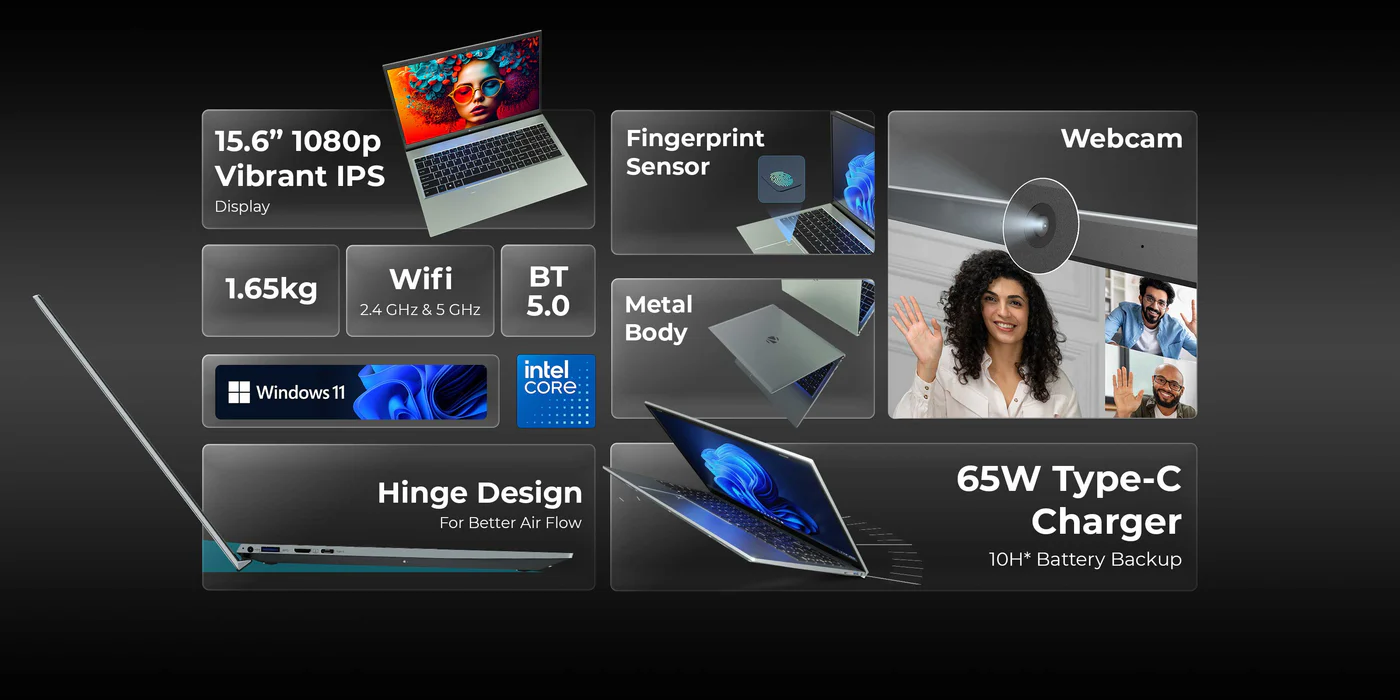 15.6” 1080p
Vibrant IPS
Display
Fingerprint
Sensor
Webcam
1.65kg
Wifi
2.4 GHz & 5 GHz
BT
5.0
Metal
Body
Windows 11
intel
CORE
Hinge Design
For Better Air Flow
65W Type-C
Charger
10H* Battery Backup